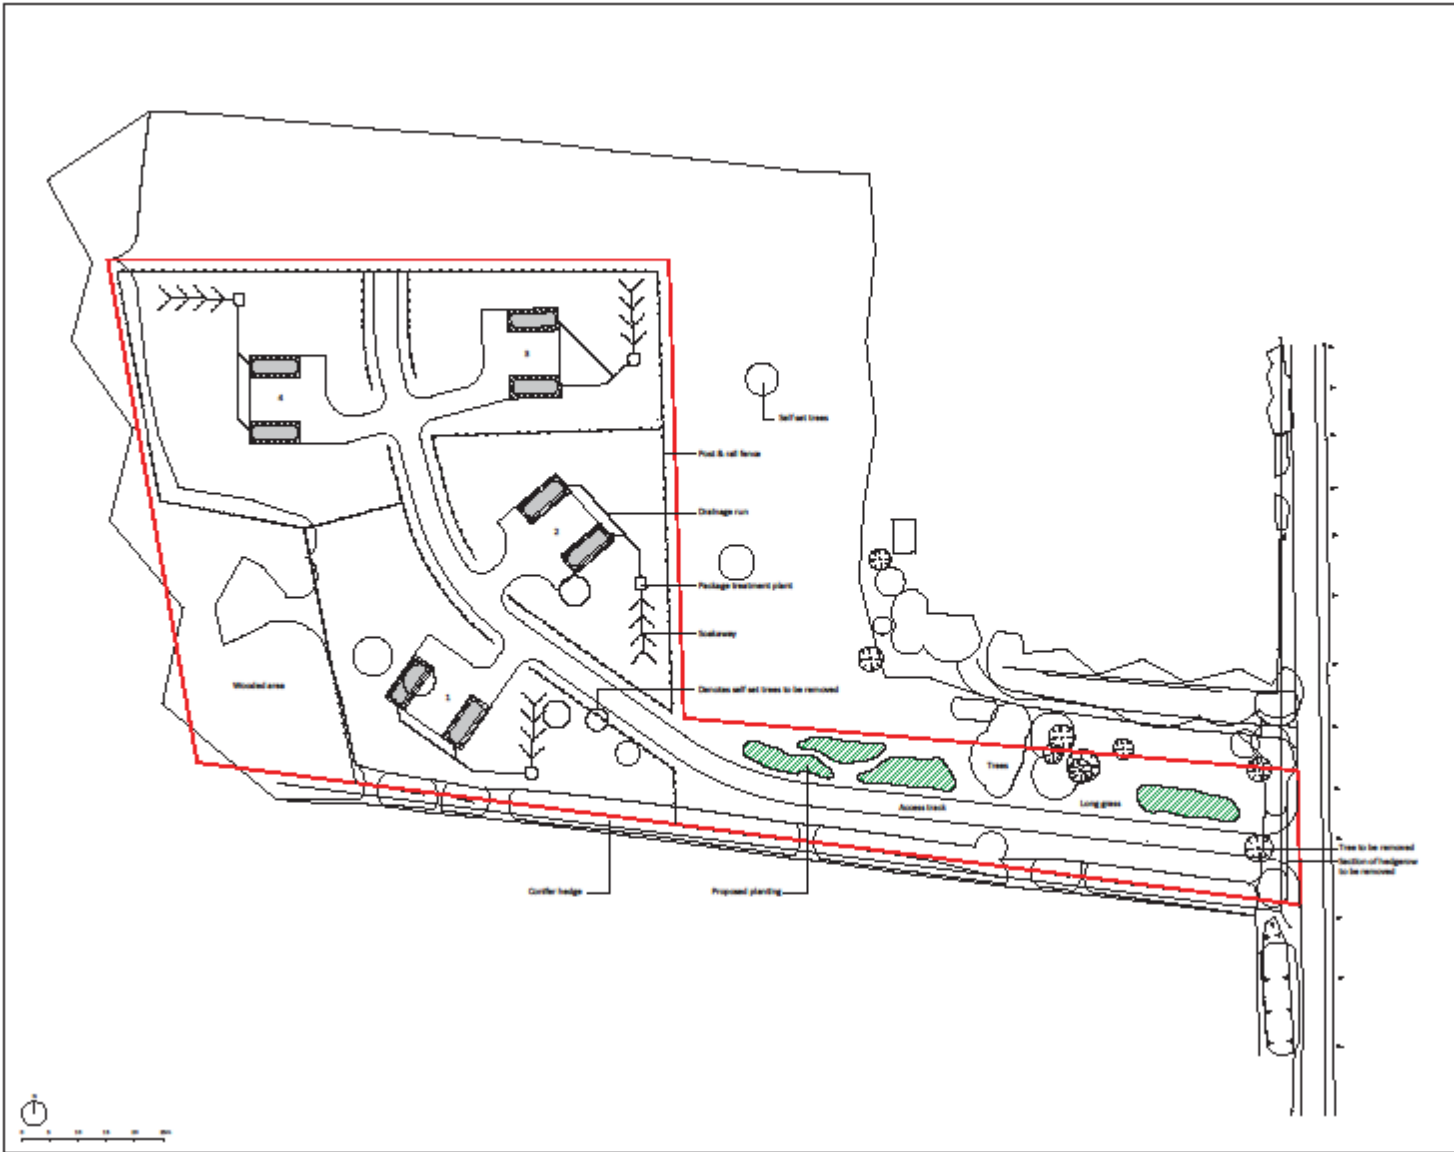 4
3
Self set trees
Post & rail fence
Drainage run
2
Package treatment plant
Soakaway
Wooded area
1
Denotes self set trees to be removed
Trees
Access track
Long grass
Tree to be removed
Section of hedgerow
to be removed
Conifer hedge
Proposed planting